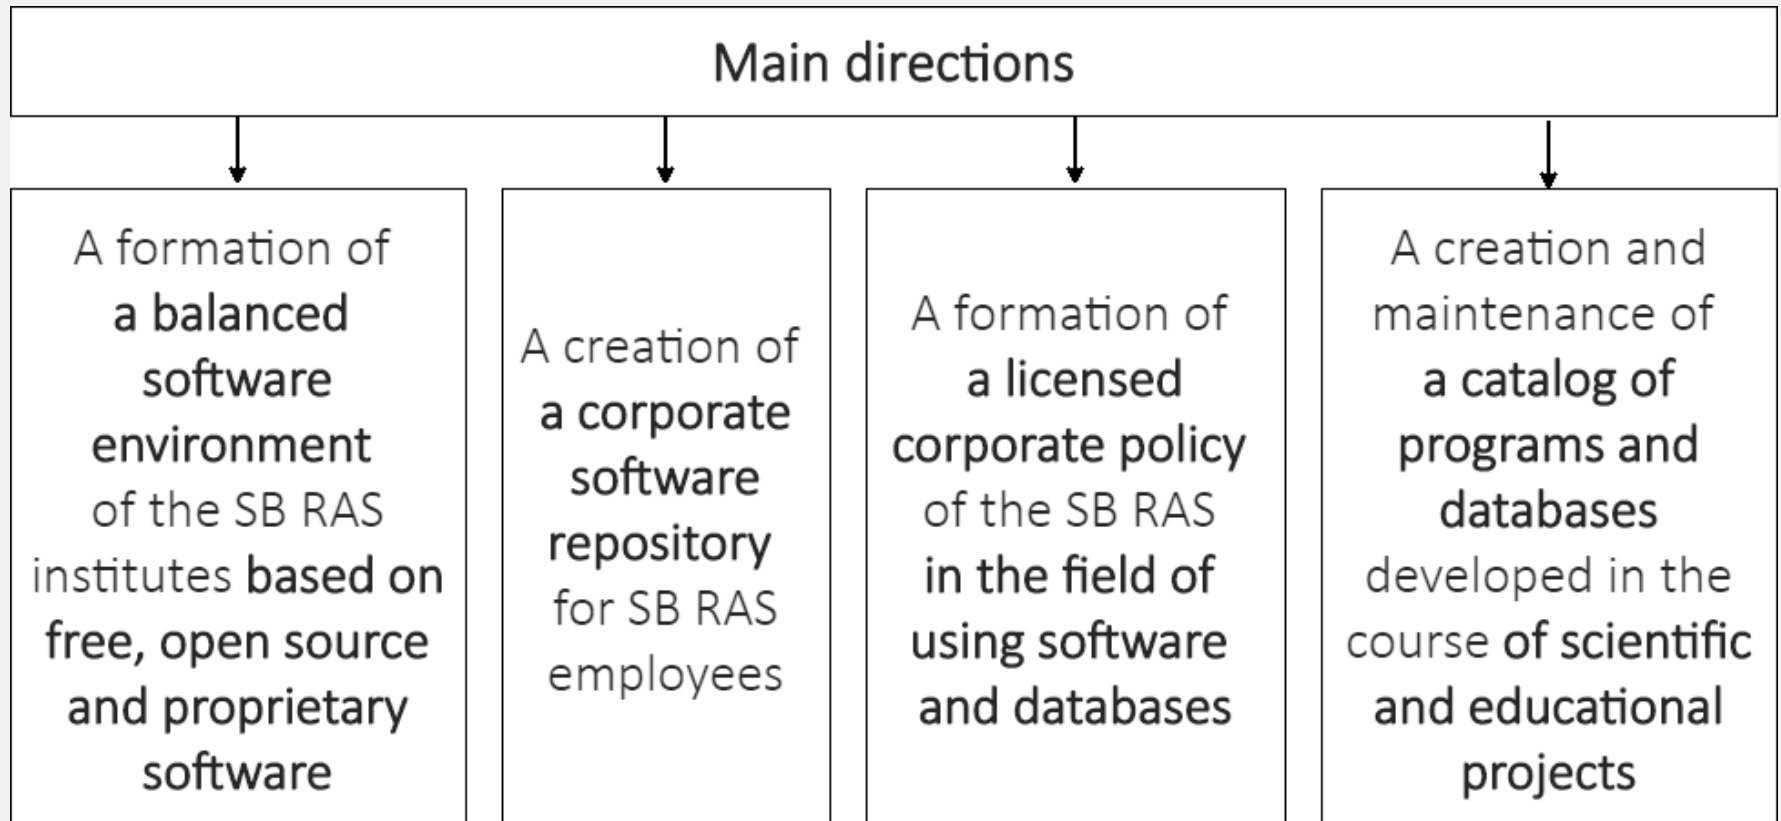 Main directions
A formation of
a balanced
software
environment
of the SB RAS
institutes based on
free, open source
and proprietary
software
A creation of
a corporate
software
repository
for SB RAS
employees
A formation of
a licensed
corporate policy
of the SB RAS
in the field of
using software
and databases
A creation and
maintenance of
a catalog of
programs and
databases
developed in the
course of scientific
and educational
projects